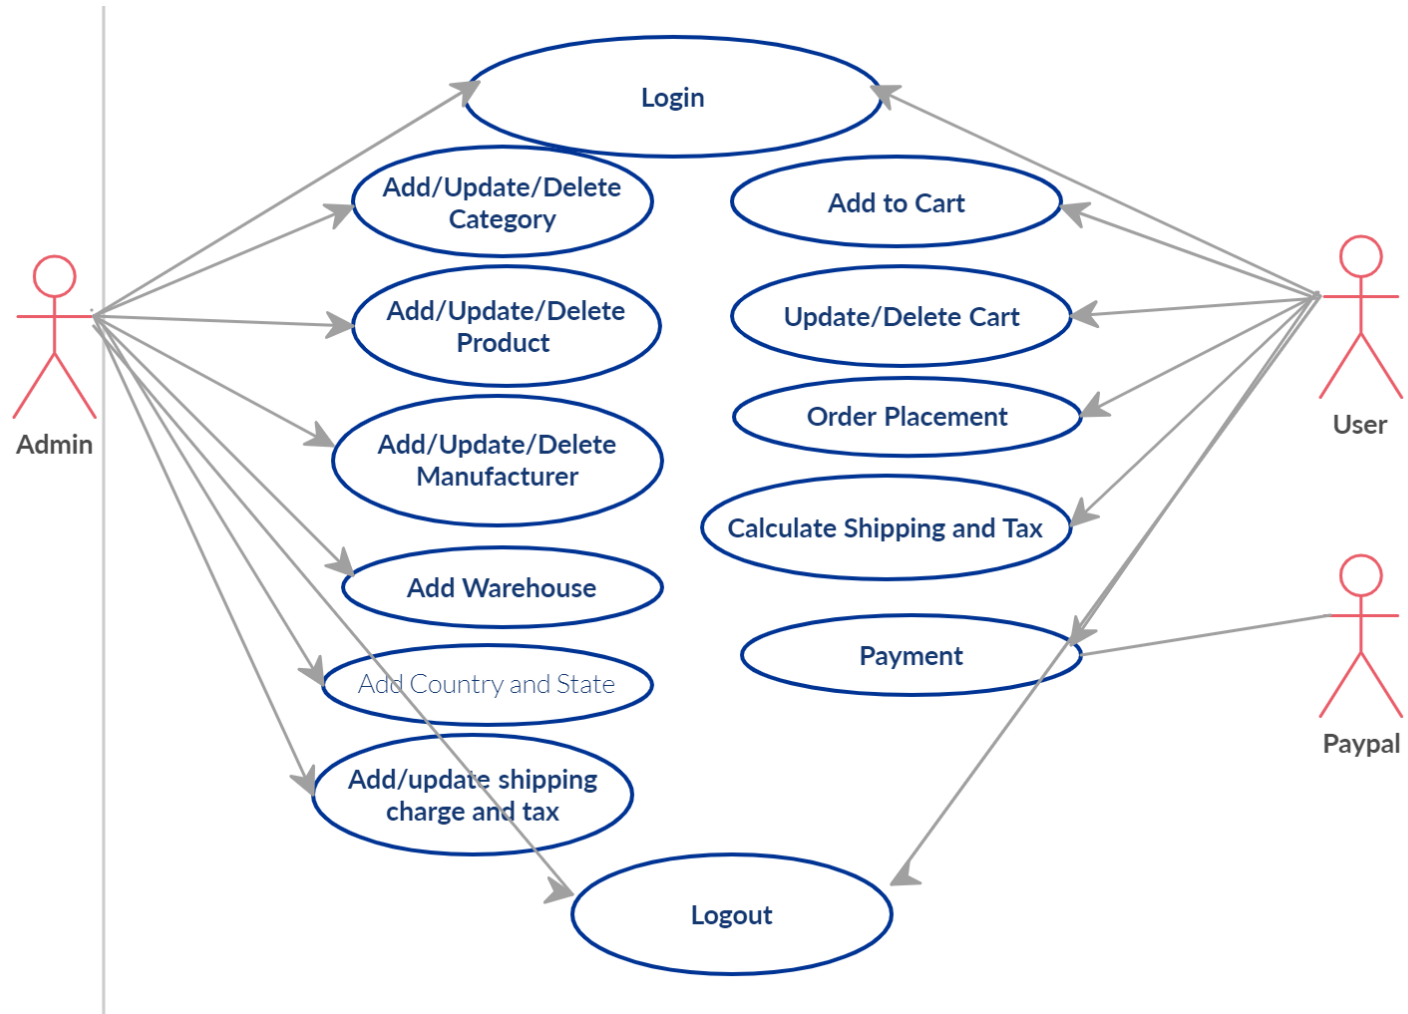 Login
Add/Update/Delete
Category
Add to Cart
Add/Update/Delete
Product
Update/Delete Cart
Add/Update/Delete
Manufacturer
Order Placement
Admin
User
Calculate Shipping and Tax
Add Warehouse
Payment
Add Country and State
Paypal
Add/update shipping
charge and tax
Logout